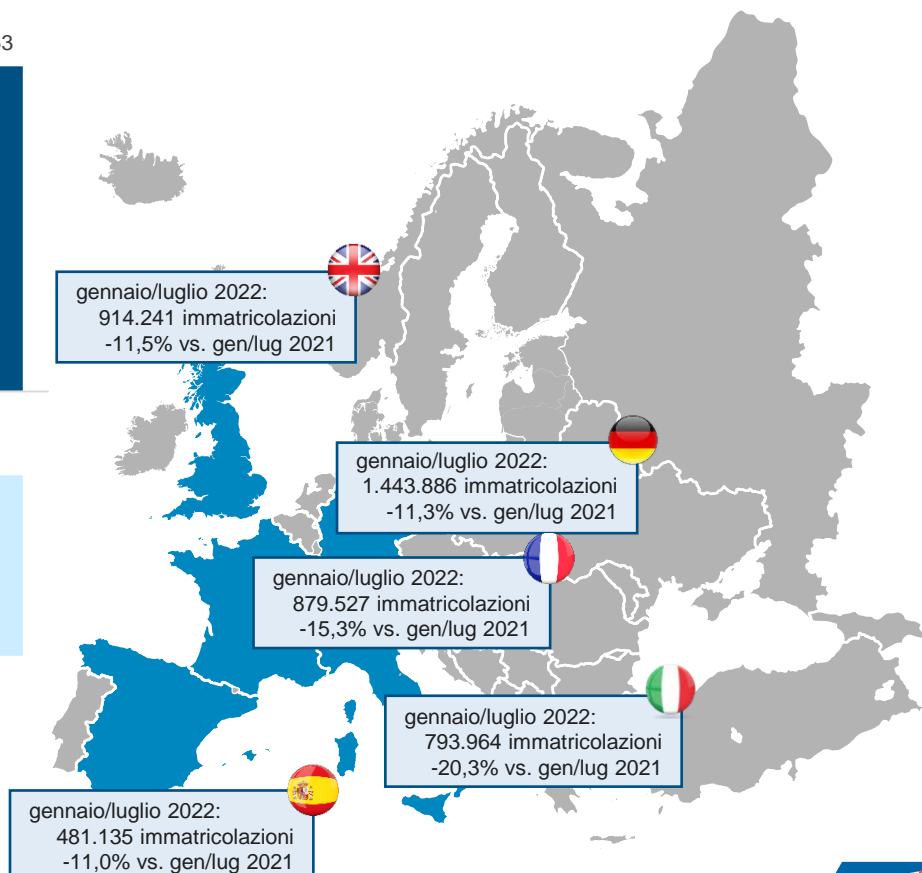 gennaio/luglio 2022:
914.241 immatricolazioni
-11,5% vs. gen/lug 2021
gennaio/luglio 2022:
1.443.886 immatricolazioni
-11,3% vs. gen/lug 2021
gennaio/luglio 2022:
879.527 immatricolazioni
-15,3% vs. gen/lug 2021
gennaio/luglio 2022:
793.964 immatricolazioni
-20,3% vs. gen/lug 2021
gennaio/luglio 2022:
481.135 immatricolazioni
-11,0% vs. gen/lug 2021